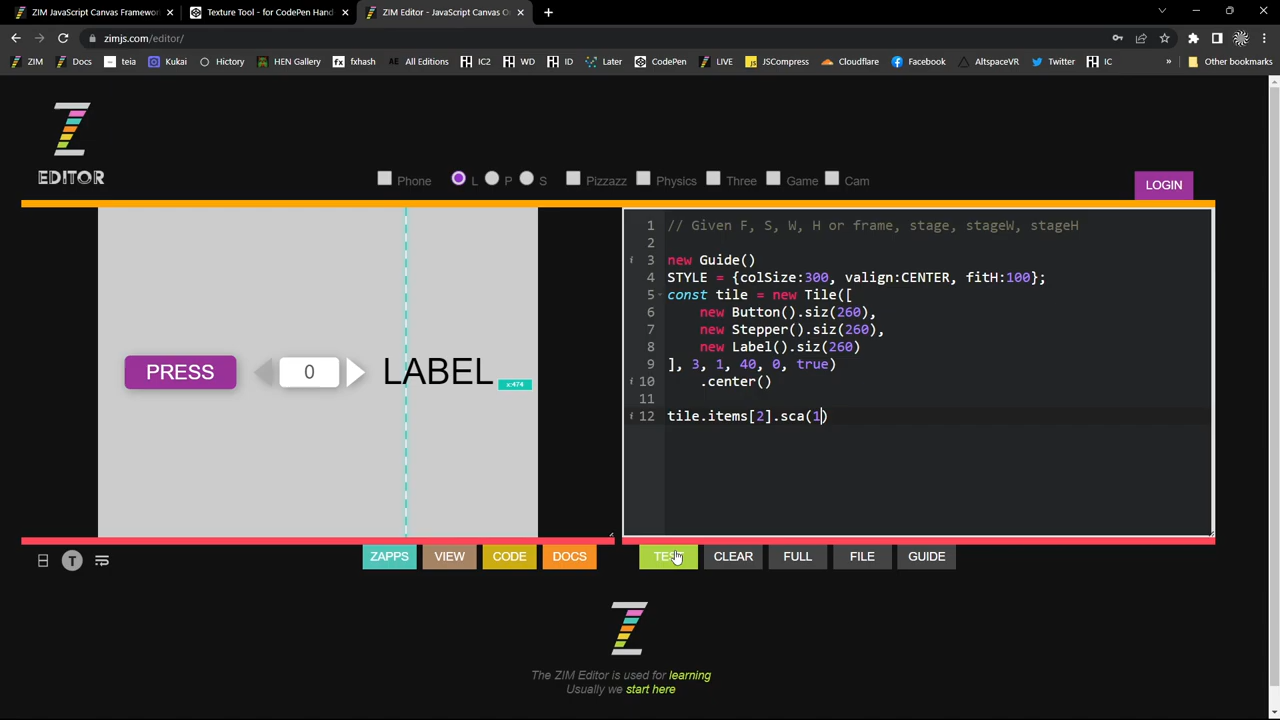 ZIM JavaScript Canvas Framewor
Texture Tool - for CodePen Hand
ZIM Editor - JavaScript Canvas O
zimjs.com/editor/
ZIM
Docs
teia
Kukai
Hictory
HEN Gallery
fx fxhash
AE All Editions
IC2
WD
ID
Later
CodePen
LIVE
JSCompress
Cloudflare
Facebook
AltspaceVR
Twitter
IC
»
Other bookmarks
EDITOR
Phone
L
P
S
Pizzazz
Physics
Three
Game
Cam
LOGIN
PRESS
0
LABEL
x:474
1 // Given F, S, W, H or frame, stage, stageW, stageH
2
3 new Guide()
4 STYLE = {colSize:300, valign:CENTER, fitH:100};
5 const tile = new Tile([
6 new Button().siz(260),
7 new Stepper().siz(260),
8 new Label().siz(260)
9 ], 3, 1, 40, 0, true)
10 .center()
11
12 tile.items[2].sca(1)
T
ZAPPS
VIEW
CODE
DOCS
TEST
CLEAR
FULL
FILE
GUIDE
The ZIM Editor is used for learning
Usually we start here